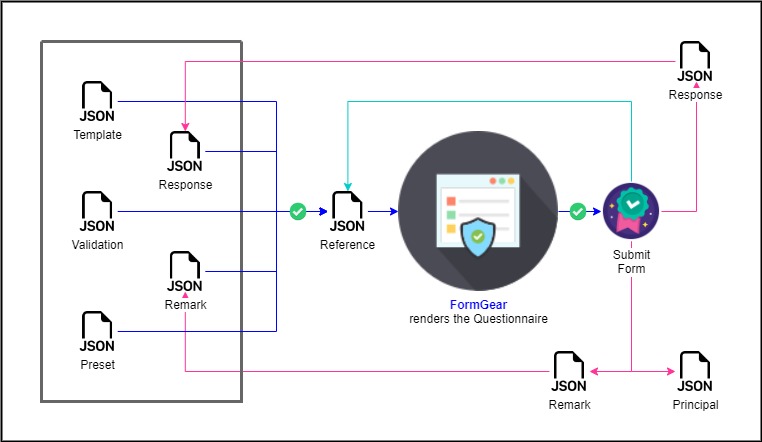 JSON
Template
JSON
Response
JSON
Validation
JSON
Remark
JSON
Preset
JSON
Reference
FormGear
renders the Questionnaire
Submit
Form
JSON
Response
JSON
Remark
JSON
Principal